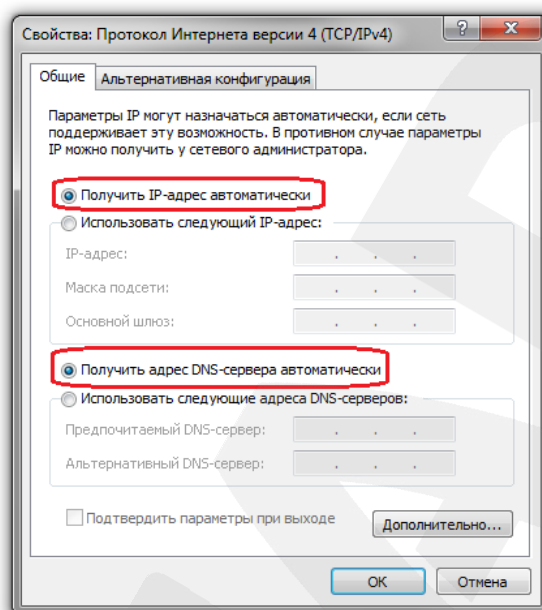 Свойства: Протокол Интернета версии 4 (TCP/IPv4)
Общие Альтернативная конфигурация
Параметры IP могут назначаться автоматически, если сеть
поддерживает эту возможность. В противном случае параметры
IP можно получить у сетевого администратора.
Получить IP-адрес автоматически
Использовать следующий IP-адрес:
IP-адрес:
Маска подсети:
Основной шлюз:
Получить адрес DNS-сервера автоматически
Использовать следующие адреса DNS-серверов:
Предпочитаемый DNS-сервер:
Альтернативный DNS-сервер:
Подтвердить параметры при выходе
Дополнительно...
ОК Отмена